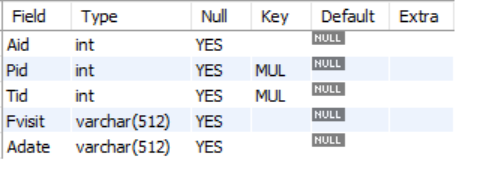 Field Type Null Key Default Extra
Aid int YES NULL
Pid int YES MUL NULL
Tid int YES MUL NULL
Fvisit varchar(512) YES NULL
Adate varchar(512) YES NULL